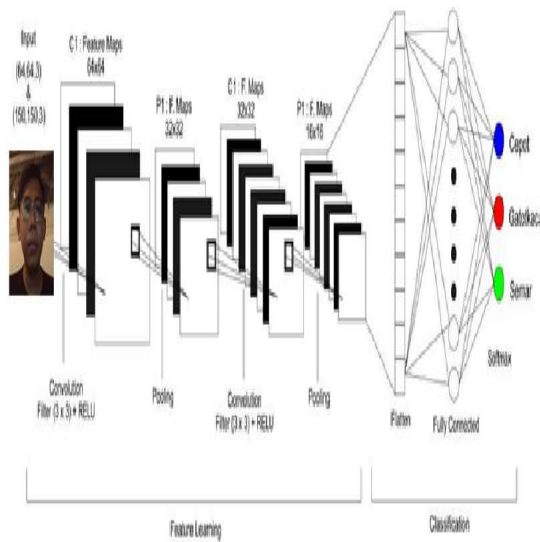 Input
(64,64,3)
&
(150,150,3)
C1 : Feature Maps
64x64
P1 : F. Maps
32x32
C1 : F. Maps
32x32
P1 : F. Maps
16x16
Cepot
Gatotkaca
Semar
Softmax
Convolution
Filter (3 x 3) + RELU
Pooling
Convolution
Filter (3 x 3) + RELU
Pooling
Flatten
Fully Connected
Feature Learning
Classification